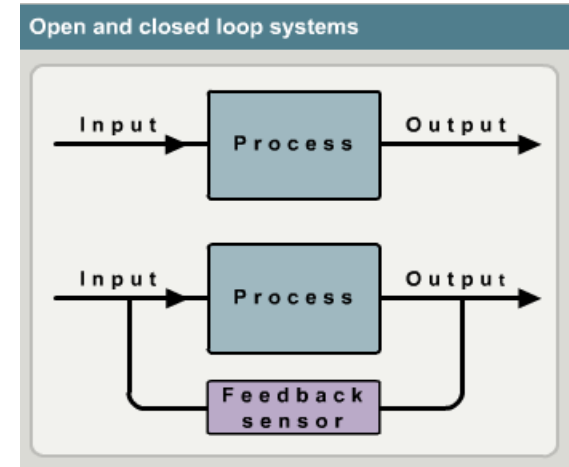 Open and closed loop systems
Input
Process
Output
Input
Process
Output
Feedback
sensor